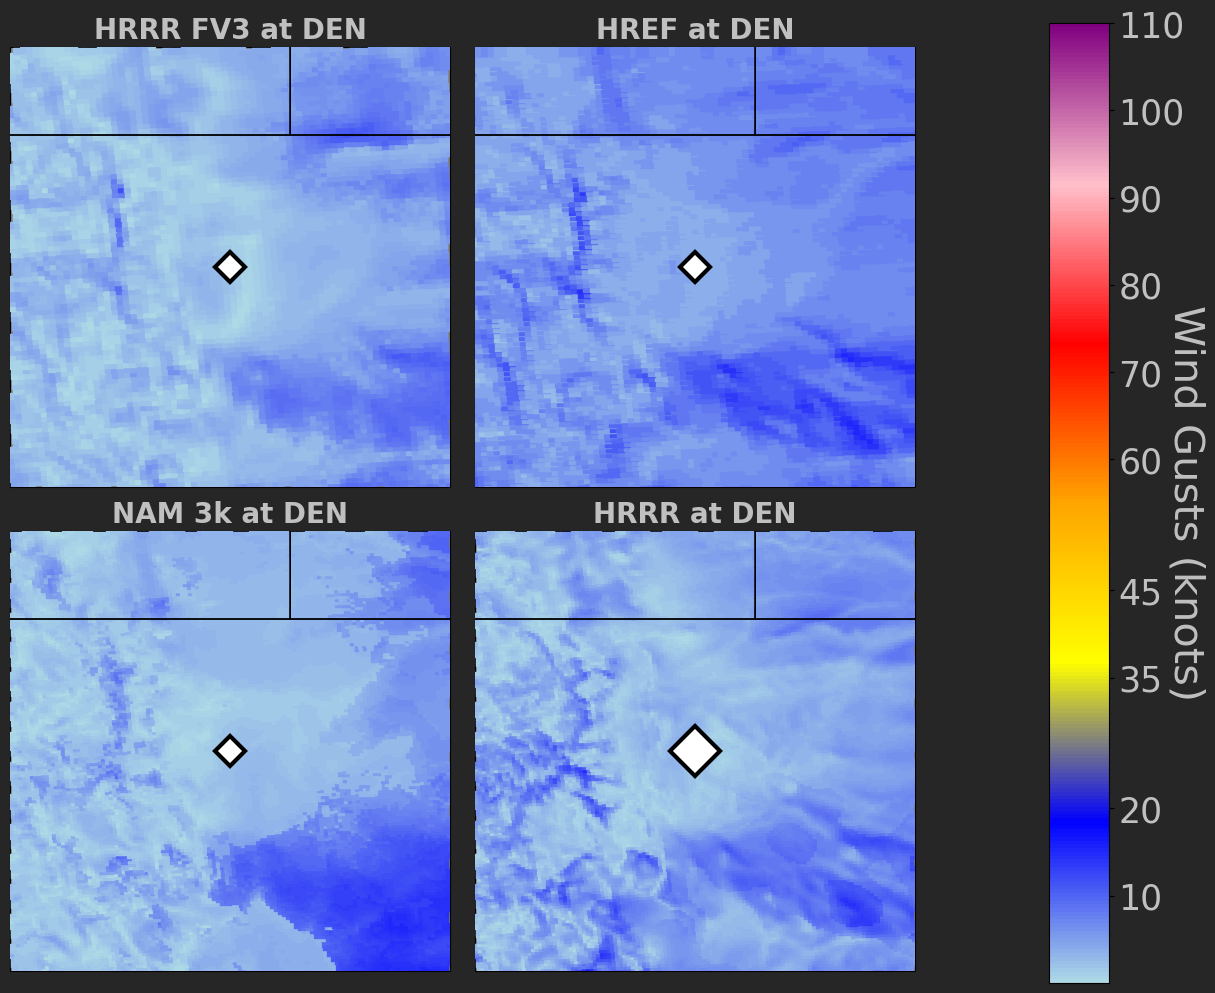 HRRR FV3 at DEN
HREF at DEN
NAM 3k at DEN
HRRR at DEN
110
100
90
80
70
60
45
35
20
10
Wind Gusts (knots)